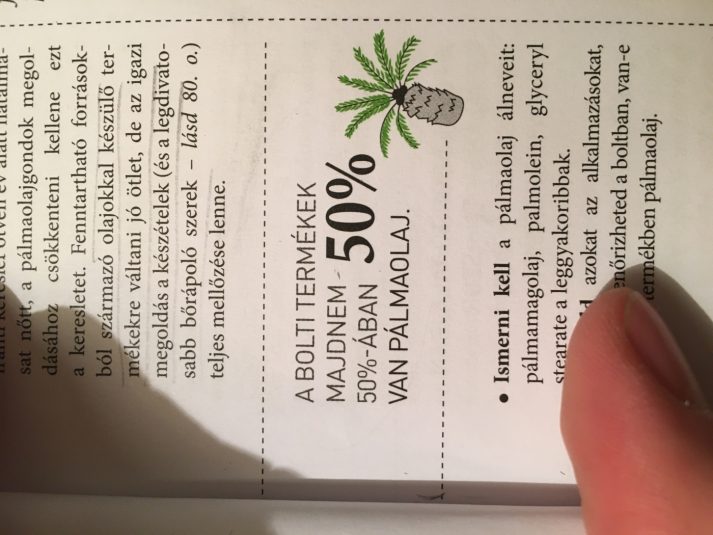 sat nőtt, a pálmaolajgondok megol-
dásához csökkenteni kellene ezt
a keresletet. Fenntartható források-
ból származó olajokkal készülő ter-
mékekre váltani jó ötlet, de az igazi
megoldás a készételek (és a legdivato-
sabb bőrápoló szerek – lásd 80. o.)
teljes mellőzése lenne.
A BOLTI TERMÉKEK
MAJDNEM 50%
50%-ÁBAN
VAN PÁLMAOLAJ.
• Ismerni kell a pálmaolaj álneveit:
pálmamagolaj, palmolein, glyceryl
stearate a leggyakoribbak.
azokat az alkalmazásokat,
a boltban, van-e
termékben pálmaolaj.